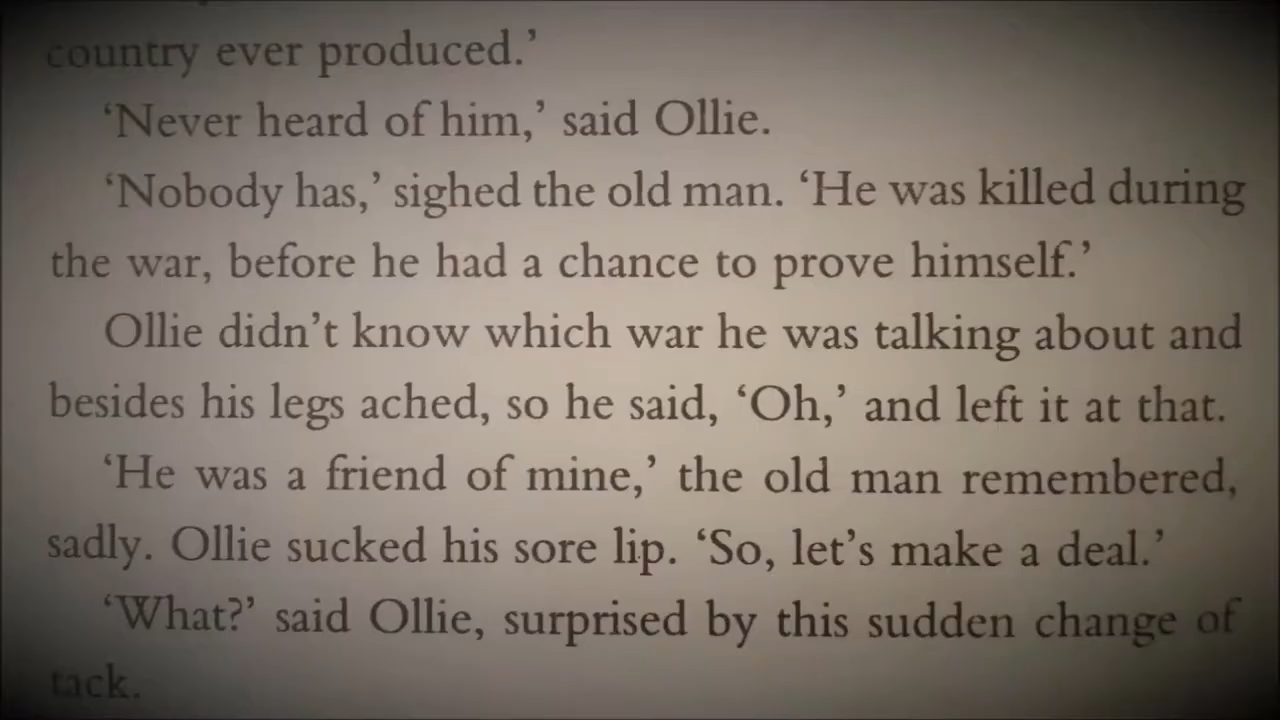 country ever produced.’
‘Never heard of him,’ said Ollie.
‘Nobody has,’ sighed the old man. ‘He was killed during
the war, before he had a chance to prove himself.’
Ollie didn’t know which war he was talking about and
besides his legs ached, so he said, ‘Oh,’ and left it at that.
‘He was a friend of mine,’ the old man remembered,
sadly. Ollie sucked his sore lip. ‘So, let’s make a deal.’
‘What?’ said Ollie, surprised by this sudden change of
tack.